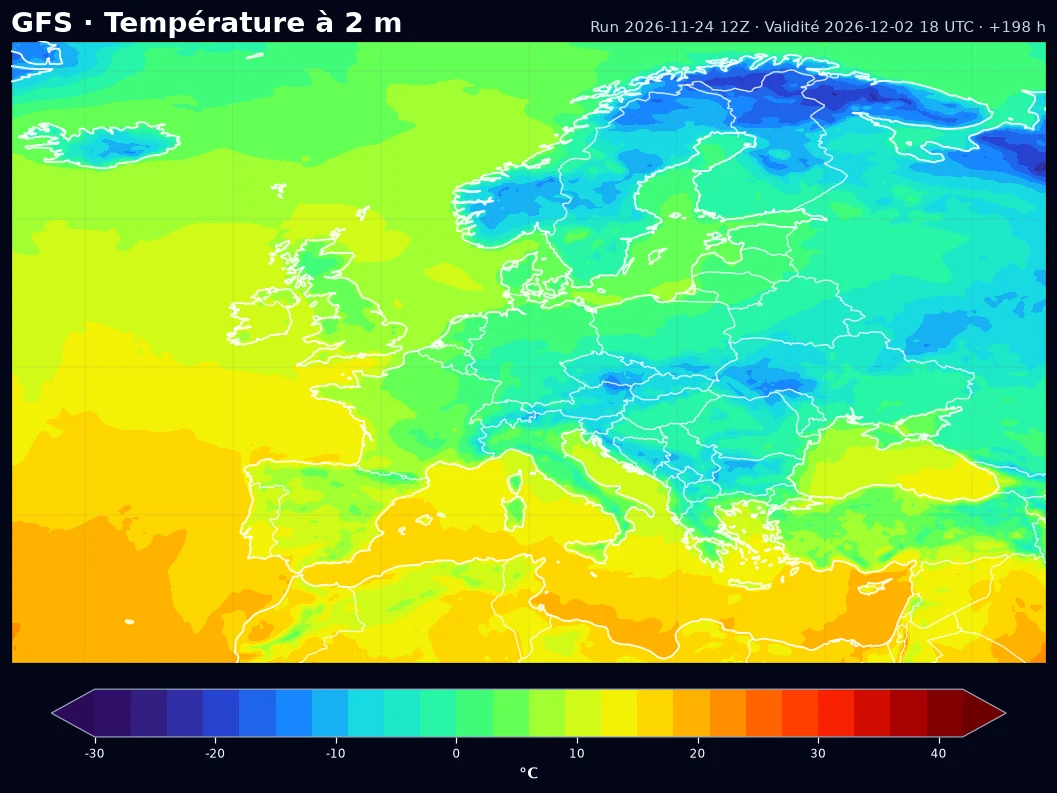 GFS · Température à 2 m
Run 2026-11-24 12Z · Validité 2026-12-02 18 UTC · +198 h
-30 -20 -10 0 10 20 30 40
°C